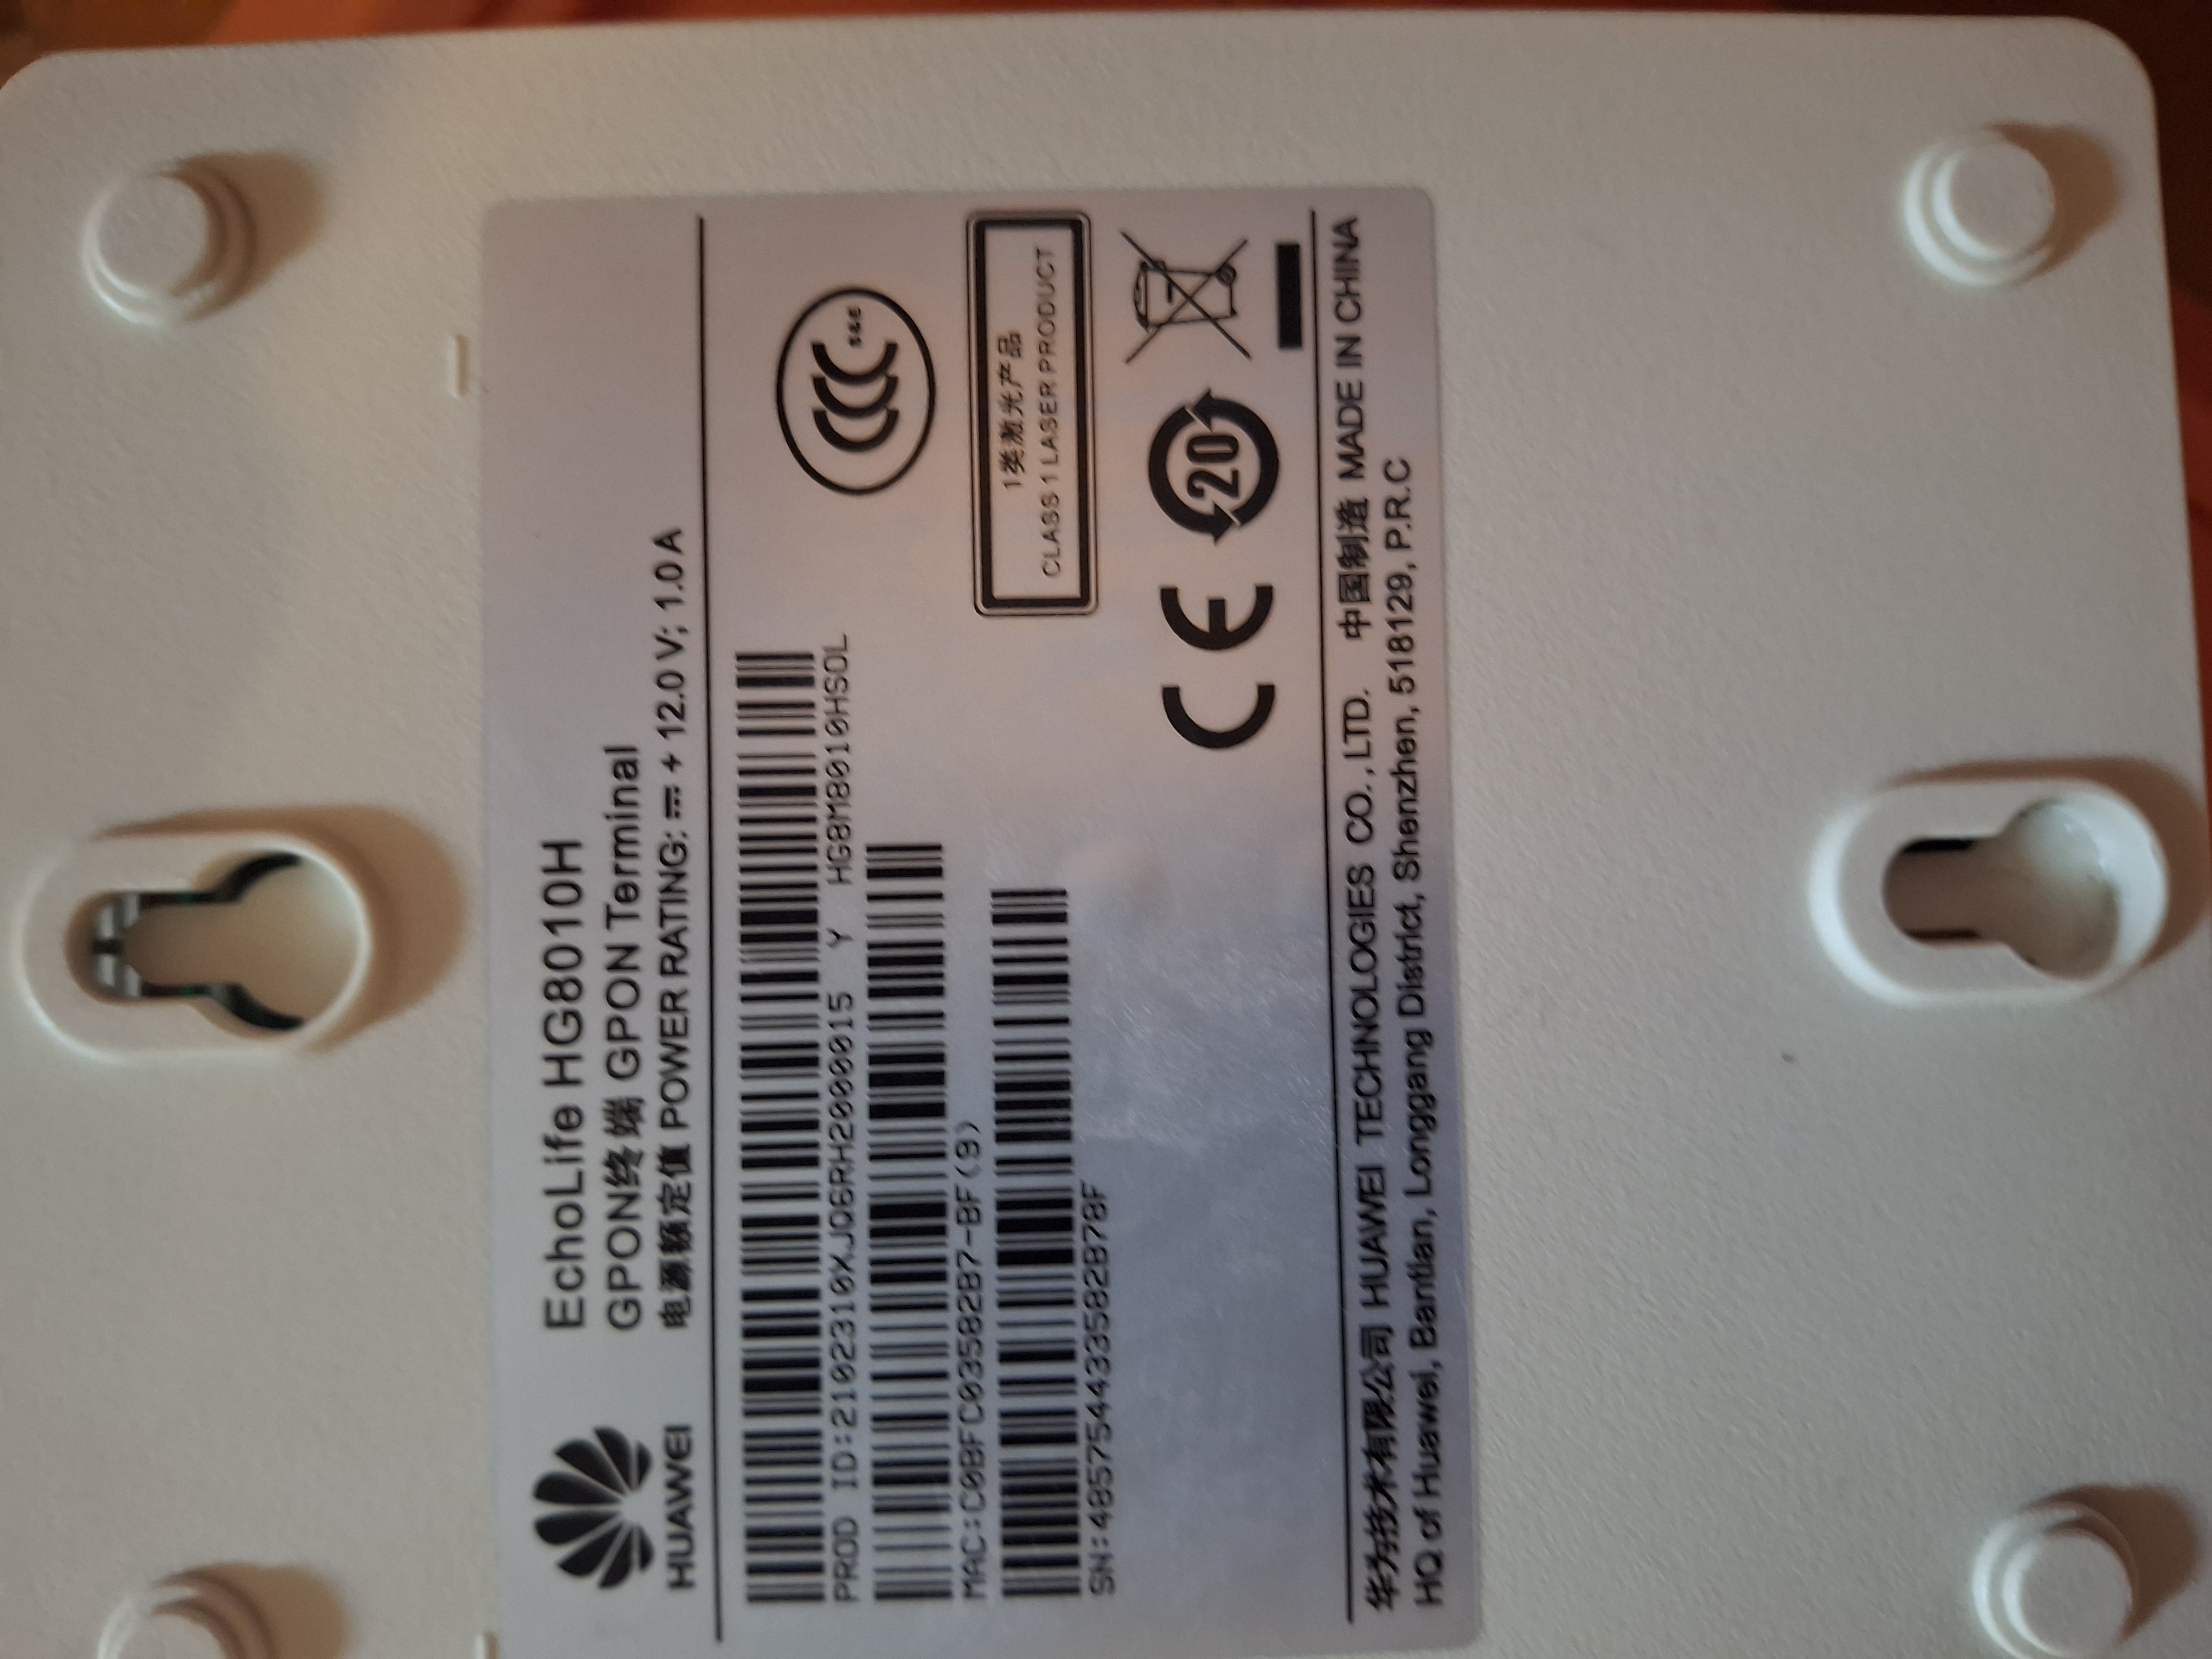 HUAWEI
EchoLife HG8010H
GPON终端 GPON Terminal
电源额定值 POWER RATING: ⎓ + 12.0 V; 1.0 A
PROD ID:2102310XJQ6RH2000015 Y HG8M8010HSOL
MAC:C0BFC03582B7-BF(9)
SN:485754433582B78F
S&E
1类激光产品
CLASS 1 LASER PRODUCT
CE
20
华为技术有限公司 HUAWEI TECHNOLOGIES CO., LTD. 中国制造 MADE IN CHINA
HQ of Huawei, Bantian, Longgang District, Shenzhen, 518129, P.R.C